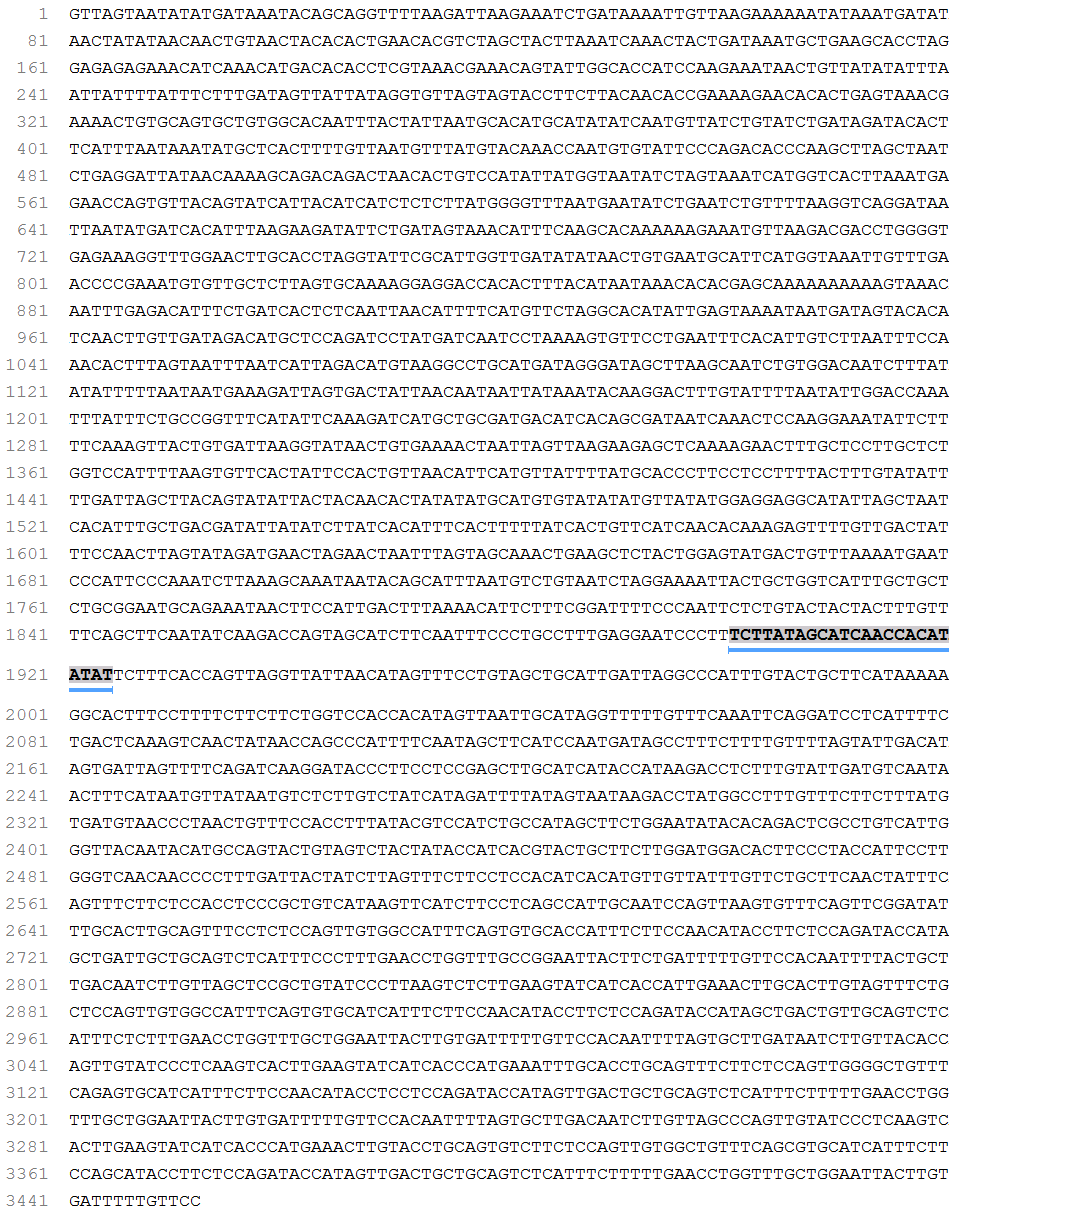 1 GTTAGTAATATATGATAAATACAGCAGGTTTTAAGATTAAGAAATCTGATAAAATTGTTAAGAAAAAATATAAATGATAT
81 AACTATATAACAACTGTAACTACACACTGAACACGTCTAGCTACTTAAATCAAACTACTGATAAATGCTGAAGCACCTAG
161 GAGAGAGAAACATCAAACATGACACACCTCGTAAACGAAACAGTATTGGCACCATCCAAGAAATAACTGTTATATATTTA
241 ATTATTTTATTTCTTTGATAGTTATTATAGGTGTTAGTAGTACCTTCTTACAACACCGAAAAGAACACACTGAGTAAACG
321 AAAACTGTGCAGTGCTGTGGCACAATTTACTATTAATGCACATGCATATATCAATGTTATCTGTATCTGATAGATACACT
401 TCATTTAATAAATATGCTCACTTTTGTTAATGTTTATGTACAAACCAATGTGTATTCCCAGACACCCAAGCTTAGCTAAT
481 CTGAGGATTATAACAAAAGCAGACAGACTAACACTGTCCATATTATGGTAATATCTAGTAAATCATGGTCACTTAAATGA
561 GAACCAGTGTTACAGTATCATTACATCATCTCTCTTATGGGGTTTAATGAATATCTGAATCTGTTTTAAGGTCAGGATAA
641 TTAATATGATCACATTTAAGAAGATATTCTGATAGTAAACATTTCAAGCACAAAAAAGAAATGTTAAGACGACCTGGGGT
721 GAGAAAGGTTTGGAACTTGCACCTAGGTATTCGCATTGGTTGATATATAACTGTGAATGCATTCATGGTAAATTGTTTGA
801 ACCCCGAAATGTGTTGCTCTTAGTGCAAAAGGAGGACCACACTTTACATAATAAACACACGAGCAAAAAAAAAAGTAAAC
881 AATTTGAGACATTTCTGATCACTCTCAATTAACATTTTCATGTTCTAGGCACATATTGAGTAAAATAATGATAGTACACA
961 TCAACTTGTTGATAGACATGCTCCAGATCCTATGATCAATCCTAAAAGTGTTCCTGAATTTCACATTGTCTTAATTTCCA
1041 AACACTTTAGTAATTTAATCATTAGACATGTAAGGCCTGCATGATAGGGATAGCTTAAGCAATCTGTGGACAATCTTTAT
1121 ATATTTTTAATAATGAAAGATTAGTGACTATTAACAATAATTATAAATACAAGGACTTTGTATTTTAATATTGGACCAAA
1201 TTTATTTCTGCCGGTTTCATATTCAAAGATCATGCTGCGATGACATCACAGCGATAATCAAACTCCAAGGAAATATTCTT
1281 TTCAAAGTTACTGTGATTAAGGTATAACTGTGAAAACTAATTAGTTAAGAAGAGCTCAAAAGAACTTTGCTCCTTGCTCT
1361 GGTCCATTTTAAGTGTTCACTATTCCACTGTTAACATTCATGTTATTTTATGCACCCTTCCTCCTTTTACTTTGTATATT
1441 TTGATTAGCTTACAGTATATTACTACAACACTATATATGCATGTGTATATATGTTATATGGAGGAGGCATATTAGCTAAT
1521 CACATTTGCTGACGATATTATATCTTATCACATTTCACTTTTTATCACTGTTCATCAACACAAAGAGTTTTGTTGACTAT
1601 TTCCAACTTAGTATAGATGAACTAGAACTAATTTAGTAGCAAACTGAAGCTCTACTGGAGTATGACTGTTTAAAATGAAT
1681 CCCATTCCCAAATCTTAAAGCAAATAATACAGCATTTAATGTCTGTAATCTAGGAAAATTACTGCTGGTCATTTGCTGCT
1761 CTGCGGAATGCAGAAATAACTTCCATTGACTTTAAAACATTCTTTCGGATTTTCCCAATTCTCTGTACTACTACTTTGTT
1841 TTCAGCTTCAATATCAAGACCAGTAGCATCTTCAATTTCCCTGCCTTTGAGGAATCCCTTTCTTATAGCATCAACCACAT
1921 ATATTCTTTCACCAGTTAGGTTATTAACATAGTTTCCTGTAGCTGCATTGATTAGGCCCATTTGTACTGCTTCATAAAAA
2001 GGCACTTTCCTTTTCTTCTTCTGGTCCACCACATAGTTAATTGCATAGGTTTTTGTTTCAAATTCAGGATCCTCATTTTC
2081 TGACTCAAAGTCAACTATAACCAGCCCATTTTCAATAGCTTCATCCAATGATAGCCTTTCTTTTGTTTTAGTATTGACAT
2161 AGTGATTAGTTTTCAGATCAAGGATACCCTTCCTCCGAGCTTGCATCATACCATAAGACCTCTTTGTATTGATGTCAATA
2241 ACTTTCATAATGTTATAATGTCTCTTGTCTATCATAGATTTTATAGTAATAAGACCTATGGCCTTTGTTTCTTCTTTATG
2321 TGATGTAACCCTAACTGTTTCCACCTTTATACGTCCATCTGCCATAGCTTCTGGAATATACACAGACTCGCCTGTCATTG
2401 GGTTACAATACATGCCAGTACTGTAGTCTACTATACCATCACGTACTGCTTCTTGGATGGACACTTCCCTACCATTCCTT
2481 GGGTCAACAACCCCTTTGATTACTATCTTAGTTTCTTCCTCCACATCACATGTTGTTATTTGTTCTGCTTCAACTATTTC
2561 AGTTTCTTCTCCACCTCCCGCTGTCATAAGTTCATCTTCCTCAGCCATTGCAATCCAGTTAAGTGTTTCAGTTCGGATAT
2641 TTGCACTTGCAGTTTCCTCTCCAGTTGTGGCCATTTCAGTGTGCACCATTTCTTCCAACATACCTTCTCCAGATACCATA
2721 GCTGATTGCTGCAGTCTCATTTCCCTTTGAACCTGGTTTGCCGGAATTACTTCTGATTTTTGTTCCACAATTTTACTGCT
2801 TGACAATCTTGTTAGCTCCGCTGTATCCCTTAAGTCTCTTGAAGTATCATCACCATTGAAACTTGCACTTGTAGTTTCTG
2881 CTCCAGTTGTGGCCATTTCAGTGTGCATCATTTCTTCCAACATACCTTCTCCAGATACCATAGCTGACTGTTGCAGTCTC
2961 ATTTCTCTTTGAACCTGGTTTGCTGGAATTACTTGTGATTTTTGTTCCACAATTTTAGTGCTTGATAATCTTGTTACACC
3041 AGTTGTATCCCTCAAGTCACTTGAAGTATCATCACCCATGAAATTTGCACCTGCAGTTTCTTCTCCAGTTGGGGCTGTTT
3121 CAGAGTGCATCATTTCTTCCAACATACCTCCTCCAGATACCATAGTTGACTGCTGCAGTCTCATTTCTTTTTGAACCTGG
3201 TTTGCTGGAATTACTTGTGATTTTTGTTCCACAATTTTAGTGCTTGACAATCTTGTTAGCCCAGTTGTATCCCTCAAGTC
3281 ACTTGAAGTATCATCACCCATGAAACTTGTACCTGCAGTGTCTTCTCCAGTTGTGGCTGTTTCAGCGTGCATCATTTCTT
3361 CCAGCATACCTTCTCCAGATACCATAGTTGACTGCTGCAGTCTCATTTCTTTTTGAACCTGGTTTGCTGGAATTACTTGT
3441 GATTTTTGTTCC